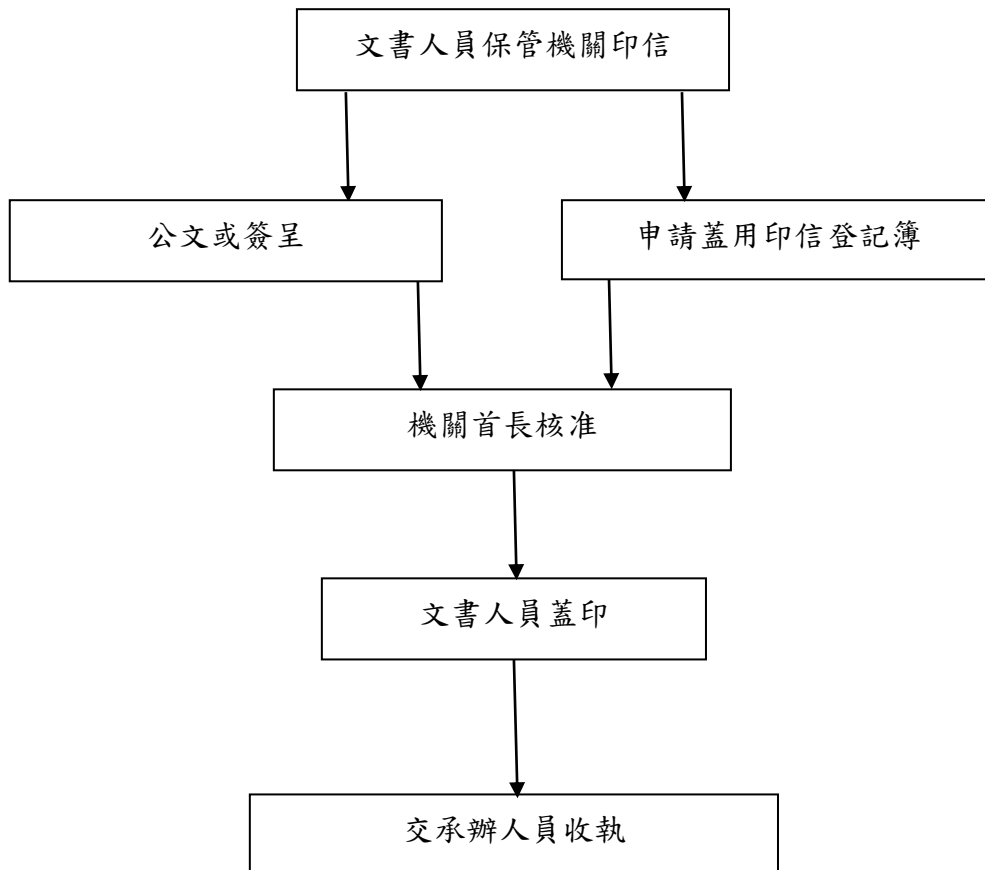 文書人員保管機關印信
公文或簽呈
申請蓋用印信登記簿
機關首長核准
文書人員蓋印
交承辦人員收執